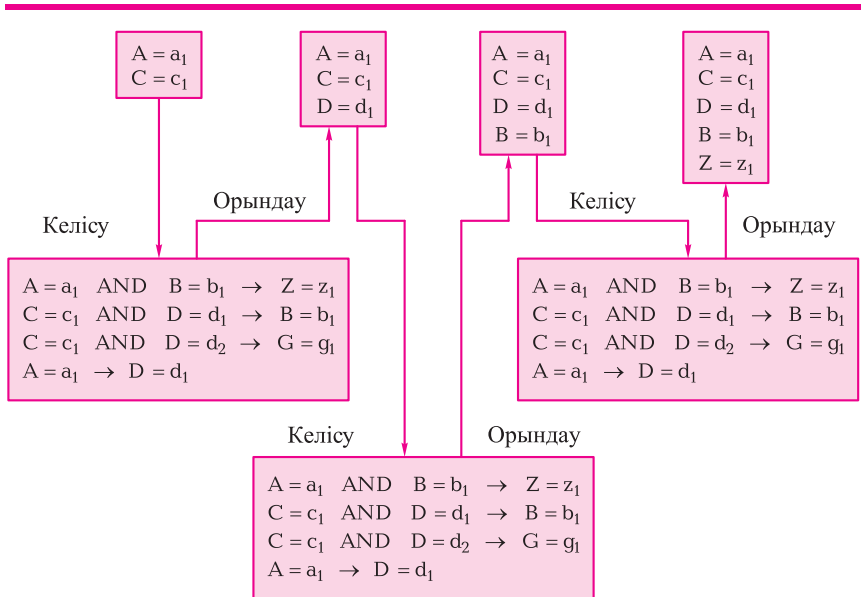 A = a₁
C = c₁
A = a₁
C = c₁
D = d₁
A = a₁
C = c₁
D = d₁
B = b₁
A = a₁
C = c₁
D = d₁
B = b₁
Z = z₁
Келісу
Орындау
Келісу
Орындау
A = a₁ AND B = b₁ → Z = z₁
C = c₁ AND D = d₁ → B = b₁
C = c₁ AND D = d₂ → G = g₁
A = a₁ → D = d₁
A = a₁ AND B = b₁ → Z = z₁
C = c₁ AND D = d₁ → B = b₁
C = c₁ AND D = d₂ → G = g₁
A = a₁ → D = d₁
Келісу
Орындау
A = a₁ AND B = b₁ → Z = z₁
C = c₁ AND D = d₁ → B = b₁
C = c₁ AND D = d₂ → G = g₁
A = a₁ → D = d₁